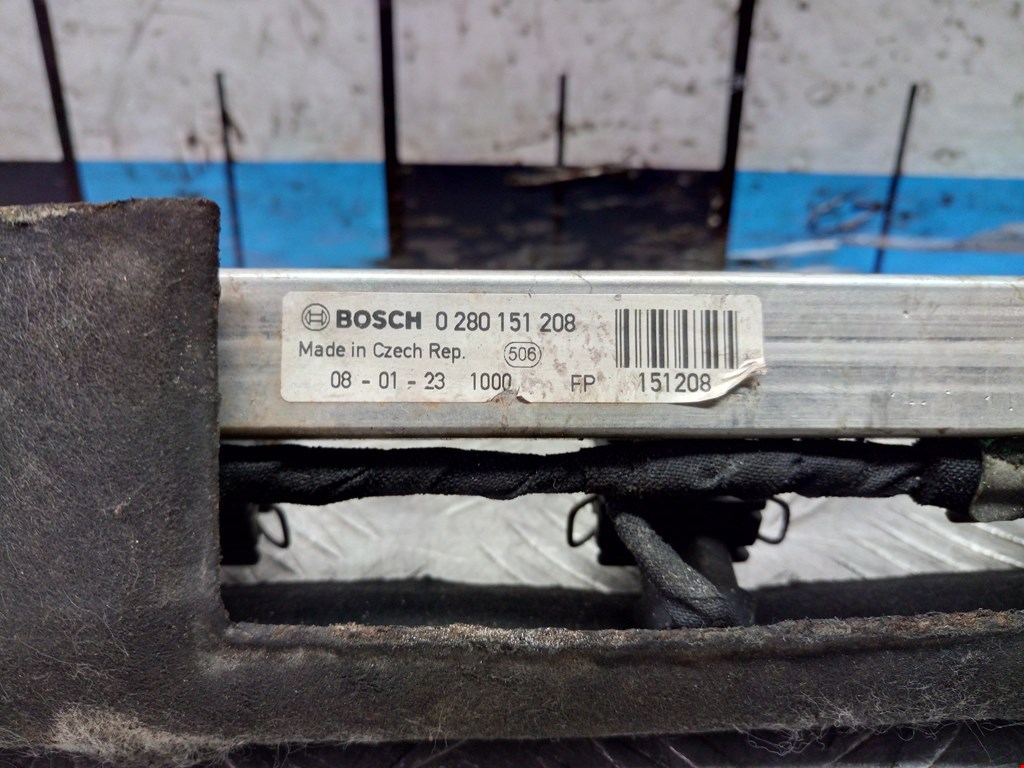 BOSCH 0 280 151 208
Made in Czech Rep. 506
08 - 01 - 23 1000 FP 151208